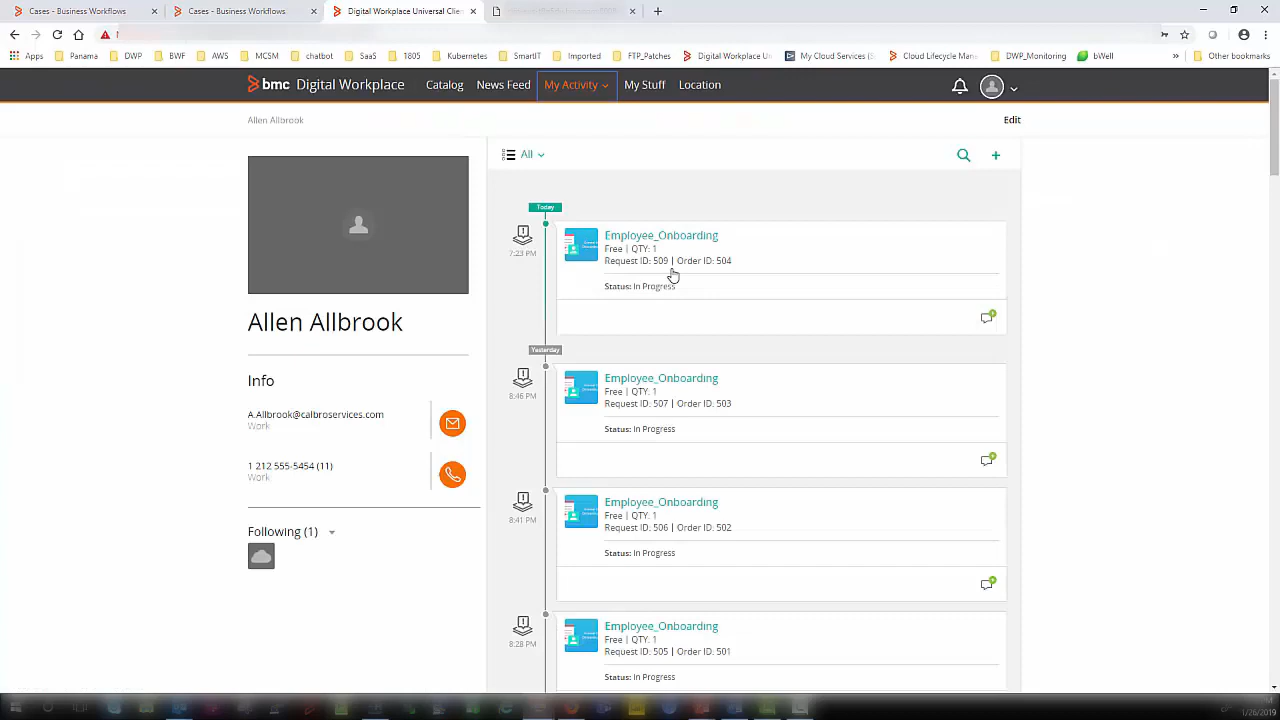 Cases - Business Workflows
Cases - Business Workflows
Digital Workplace Universal Clie
Apps
Panama
DWP
BWF
AWS
MCSM
chatbot
SaaS
1805
Kubernetes
SmartIT
Imported
FTP_Patches
Digital Workplace Un
My Cloud Services (S
Cloud Lifecycle Man
DWP_Monitoring
bWell
»
Other bookmarks
bmc Digital Workplace
Catalog
News Feed
My Activity
My Stuff
Location
Allen Allbrook
Edit
All
Today
7:23 PM
Employee_Onboarding
Free | QTY: 1
Request ID: 509 | Order ID: 504
Status: In Progress
Allen Allbrook
Info
A.Allbrook@calbroservices.com
Work
1 212 555-5454 (11)
Work
Following (1)
Yesterday
8:46 PM
Employee_Onboarding
Free | QTY: 1
Request ID: 507 | Order ID: 503
Status: In Progress
8:41 PM
Employee_Onboarding
Free | QTY: 1
Request ID: 506 | Order ID: 502
Status: In Progress
8:28 PM
Employee_Onboarding
Free | QTY: 1
Request ID: 505 | Order ID: 501
Status: In Progress
1/26/2019